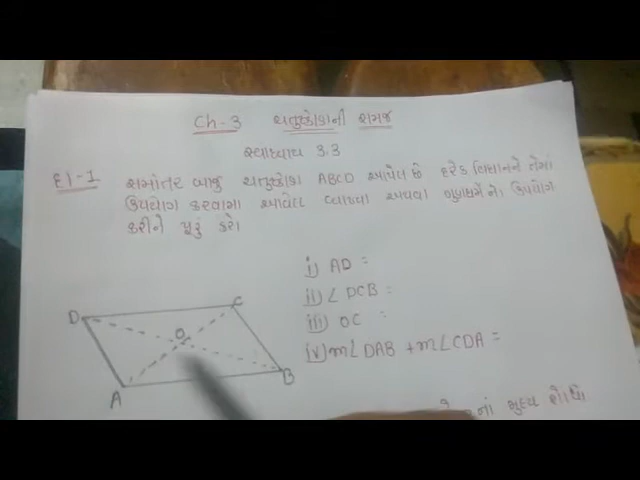 Ch-3 ચતુષ્કોણની સમજ
સ્વાધ્યાય 3.3
દા-1 સમાંતર બાજુ ચતુષ્કોણ ABCD આપેલ છે દરેક વિધાનને તેમાં
ઉપયોગ કરવામા આવેલ વ્યાખ્યા અથવા ગુણધર્મ નો ઉપયોગ
કરીને પૂરું કરો
i) AD =
ii) ∠DCB =
iii) OC =
iv) m∠DAB + m∠CDA =
D
C
O
A
B
નાં મુલ્ય શોધો